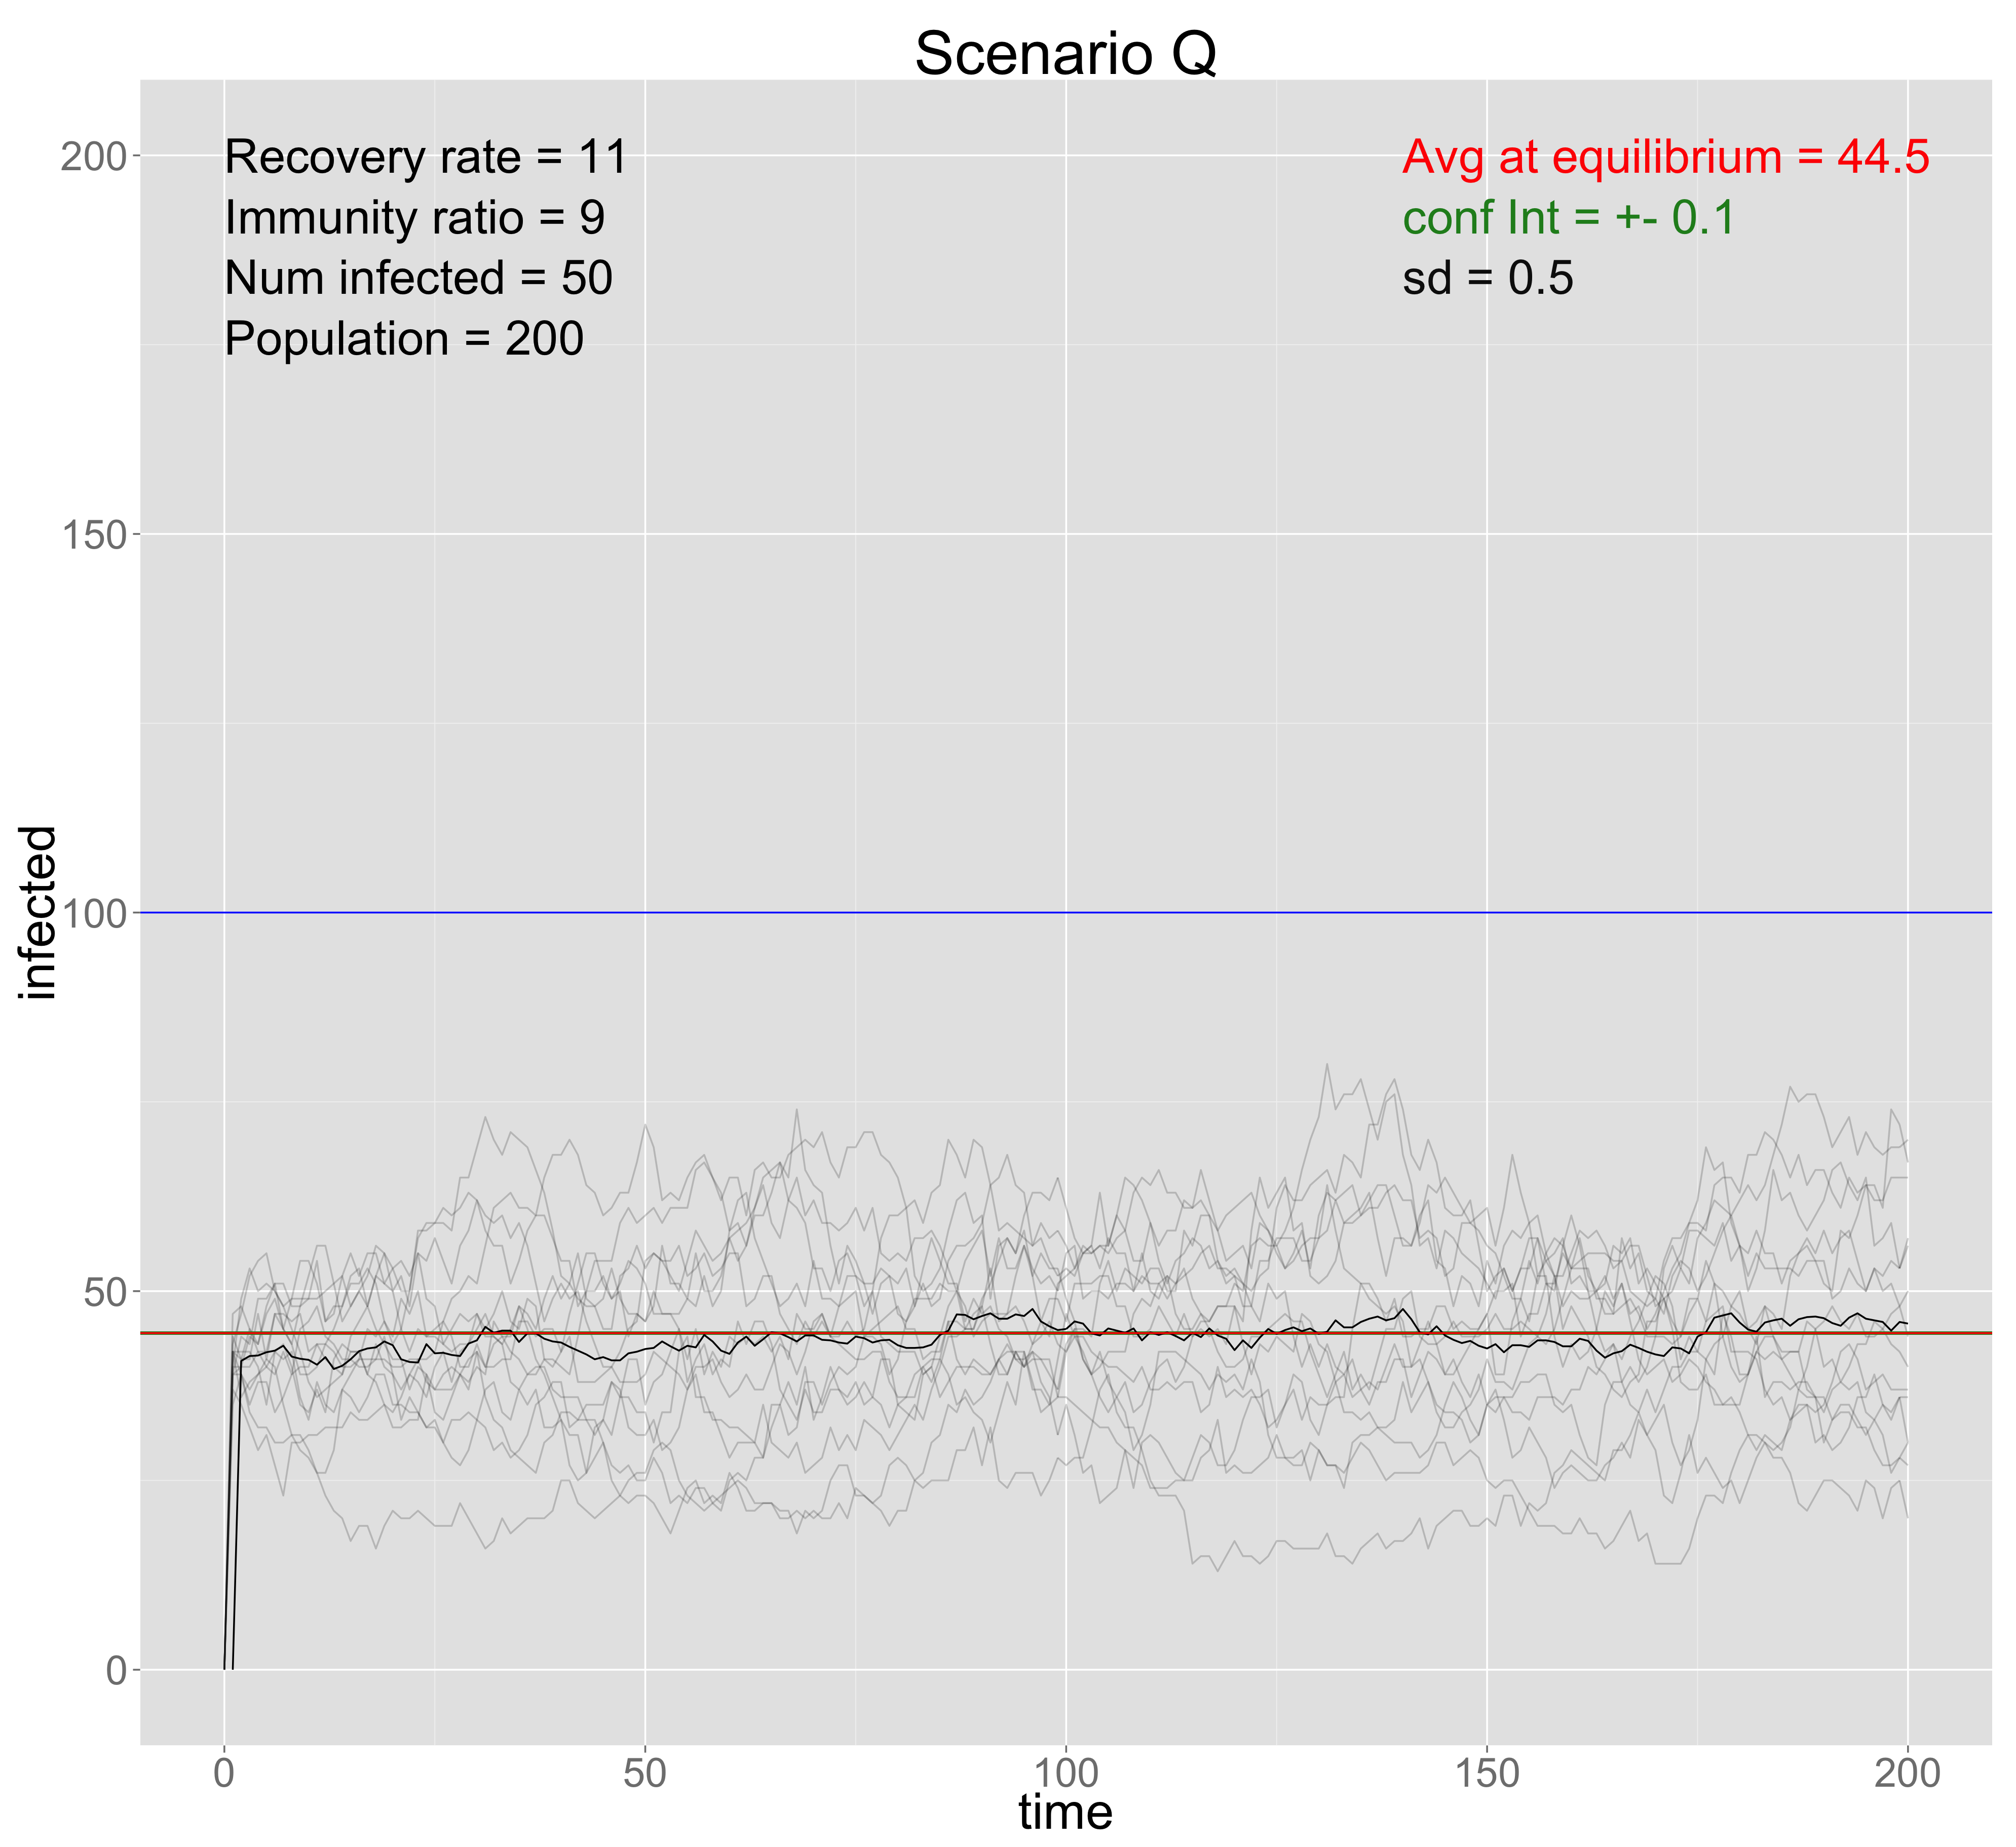 Scenario Q
Recovery rate = 11
Immunity ratio = 9
Num infected = 50
Population = 200
Avg at equilibrium = 44.5
conf Int = +- 0.1
sd = 0.5
infected
200
150
100
50
0
0 50 100 150 200
time